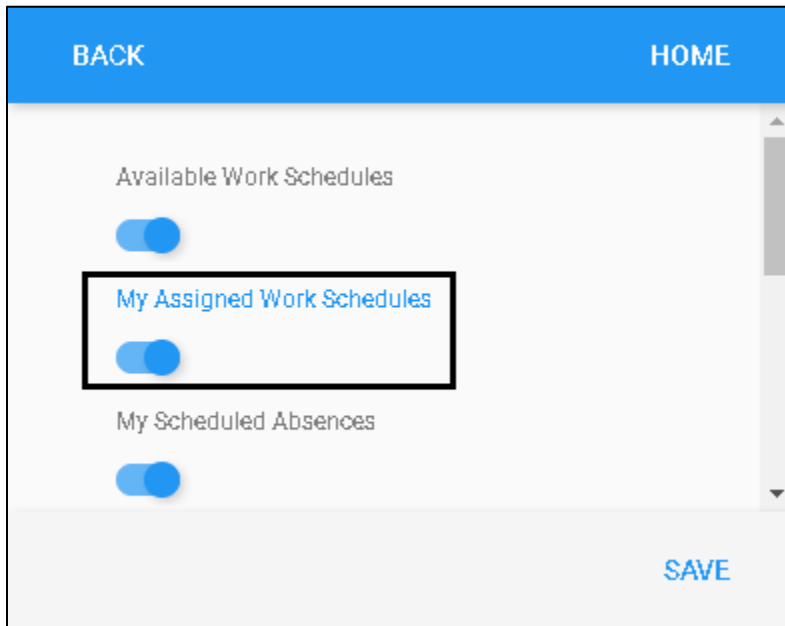 BACK HOME
Available Work Schedules
My Assigned Work Schedules
My Scheduled Absences
SAVE